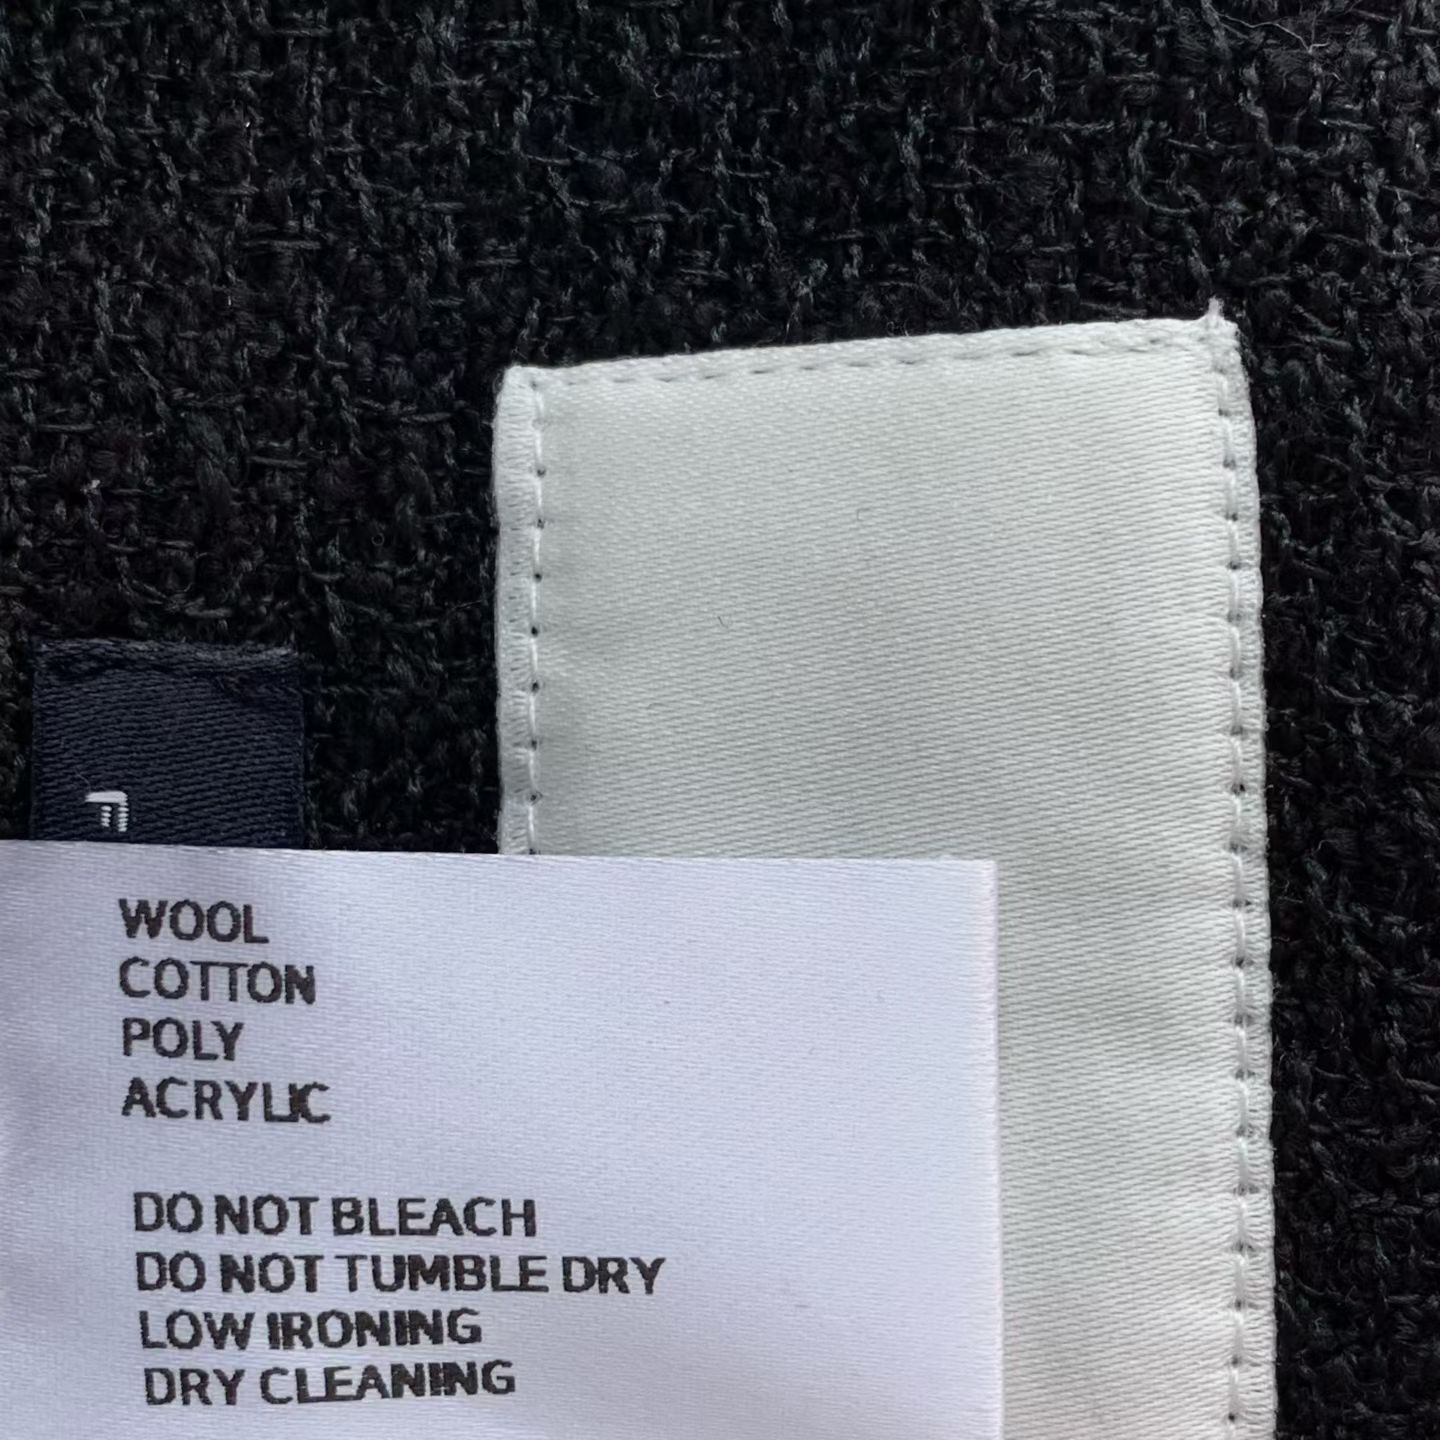 WOOL
COTTON
POLY
ACRYLIC
DO NOT BLEACH
DO NOT TUMBLE DRY
LOW IRONING
DRY CLEANING